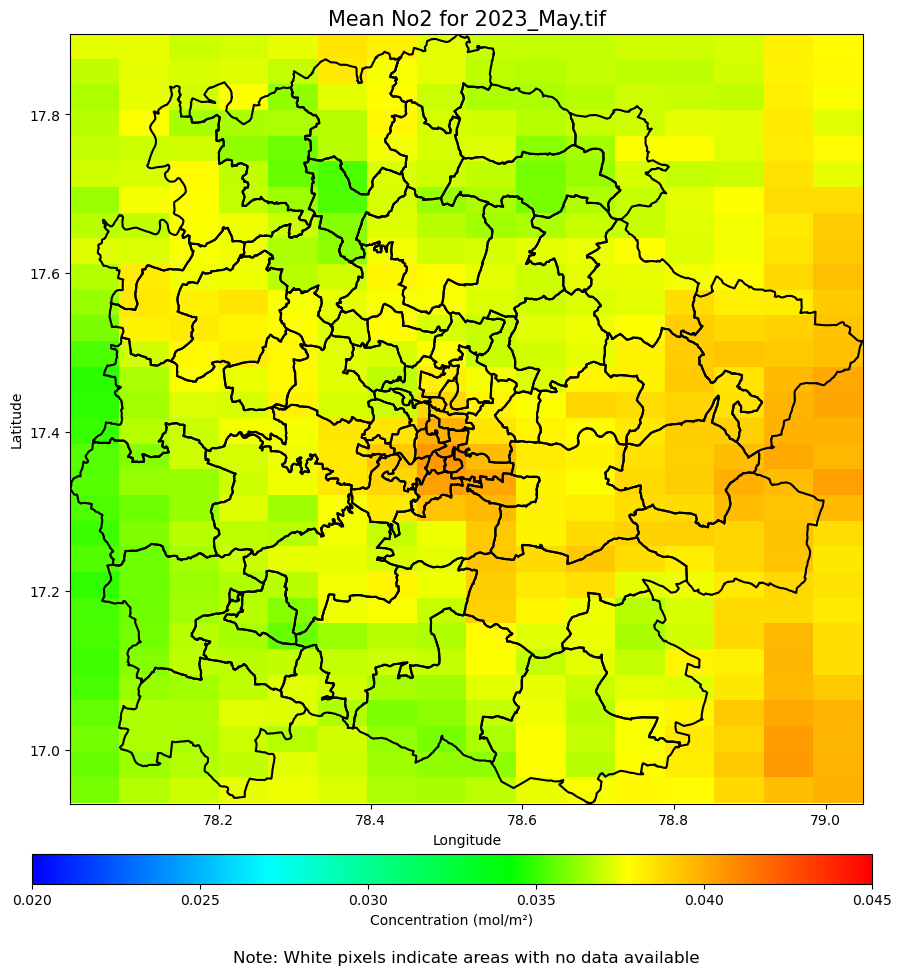 Mean No2 for 2023_May.tif
Latitude
17.8
17.6
17.4
17.2
17.0
78.2 78.4 78.6 78.8 79.0
Longitude
0.020 0.025 0.030 0.035 0.040 0.045
Concentration (mol/m²)
Note: White pixels indicate areas with no data available